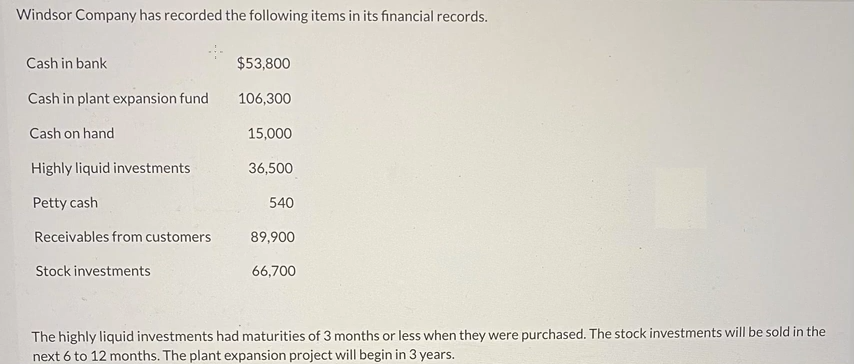 Windsor Company has recorded the following items in its financial records.
Cash in bank $53,800
Cash in plant expansion fund 106,300
Cash on hand 15,000
Highly liquid investments 36,500
Petty cash 540
Receivables from customers 89,900
Stock investments 66,700
The highly liquid investments had maturities of 3 months or less when they were purchased. The stock investments will be sold in the
next 6 to 12 months. The plant expansion project will begin in 3 years.